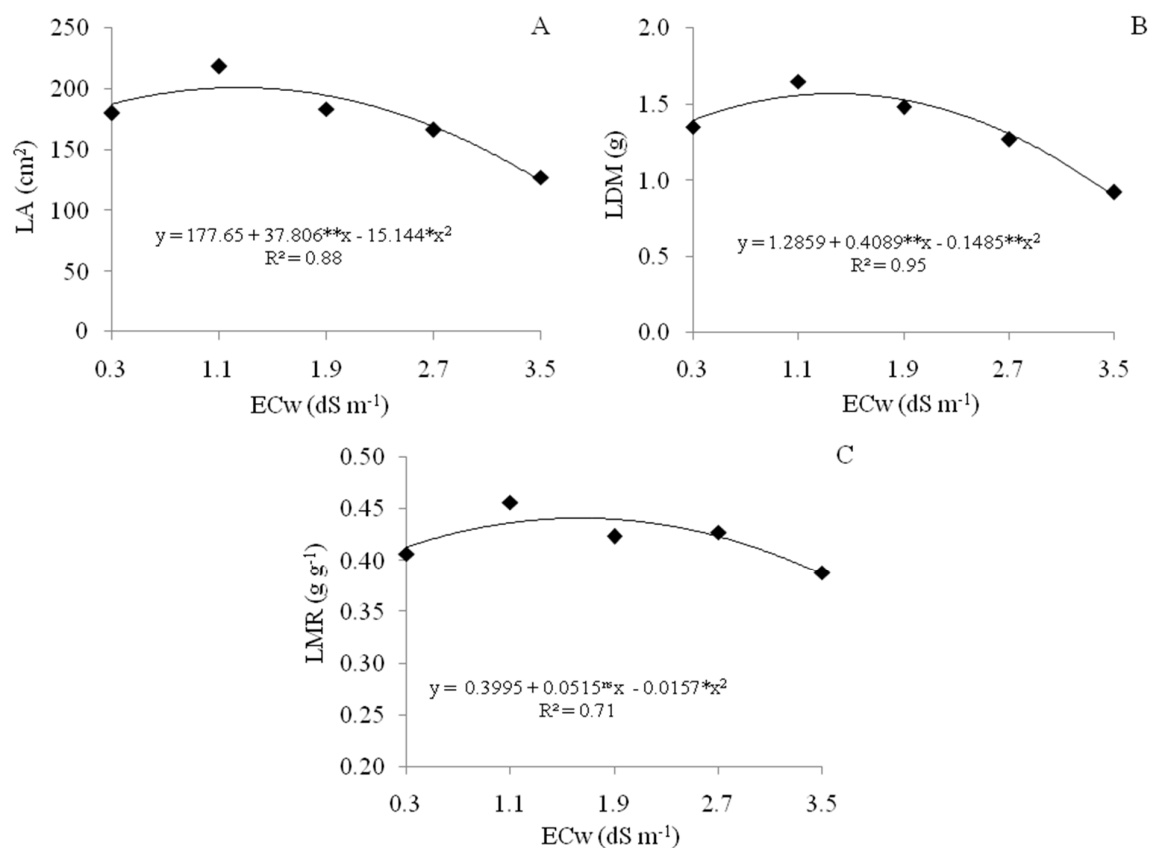 A
250
200
150
100
50
0
LA (cm²)
y = 177.65 + 37.806**x - 15.144*x²
R² = 0.88
0.3 1.1 1.9 2.7 3.5
ECw (dS m⁻¹)
B
2.0
1.5
1.0
0.5
0.0
LDM (g)
y = 1.2859 + 0.4089**x - 0.1485**x²
R² = 0.95
0.3 1.1 1.9 2.7 3.5
ECw (dS m⁻¹)
C
0.50
0.45
0.40
0.35
0.30
0.25
0.20
LMR (g g⁻¹)
y = 0.3995 + 0.0515ⁿˢx - 0.0157*x²
R² = 0.71
0.3 1.1 1.9 2.7 3.5
ECw (dS m⁻¹)